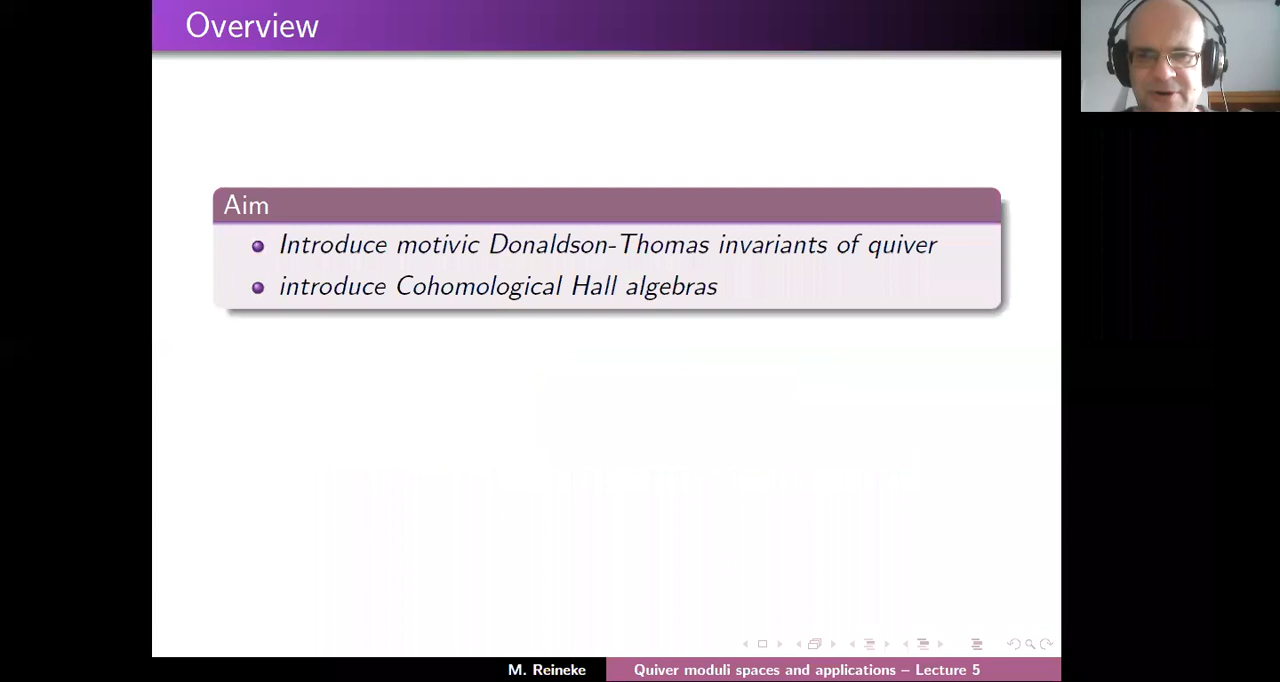 Overview
Aim
Introduce motivic Donaldson-Thomas invariants of quiver
introduce Cohomological Hall algebras
M. Reineke
Quiver moduli spaces and applications – Lecture 5